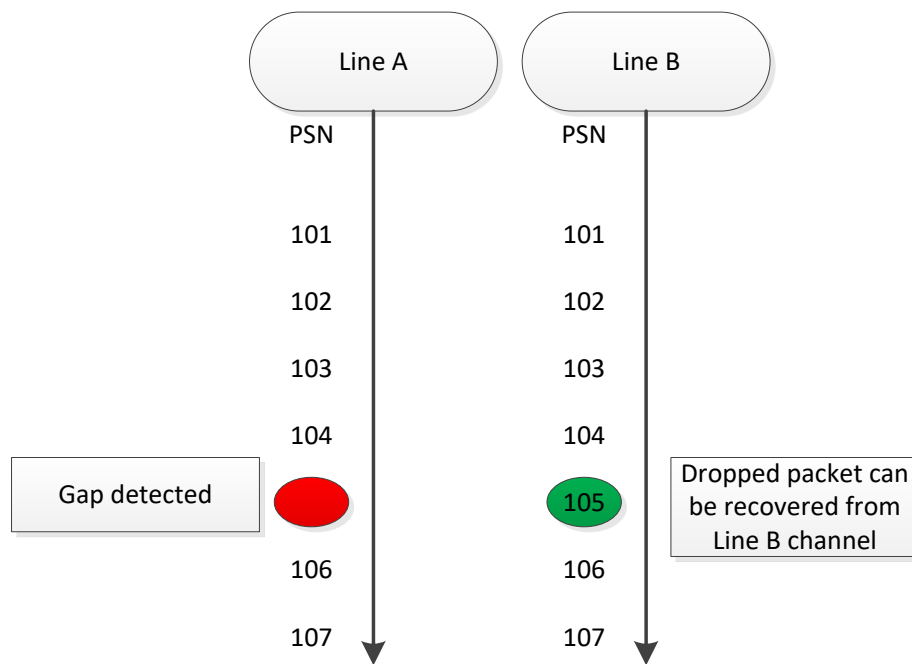 Line A
Line B
PSN
PSN
101
101
102
102
103
103
104
104
Gap detected
105
Dropped packet can
be recovered from
Line B channel
106
106
107
107